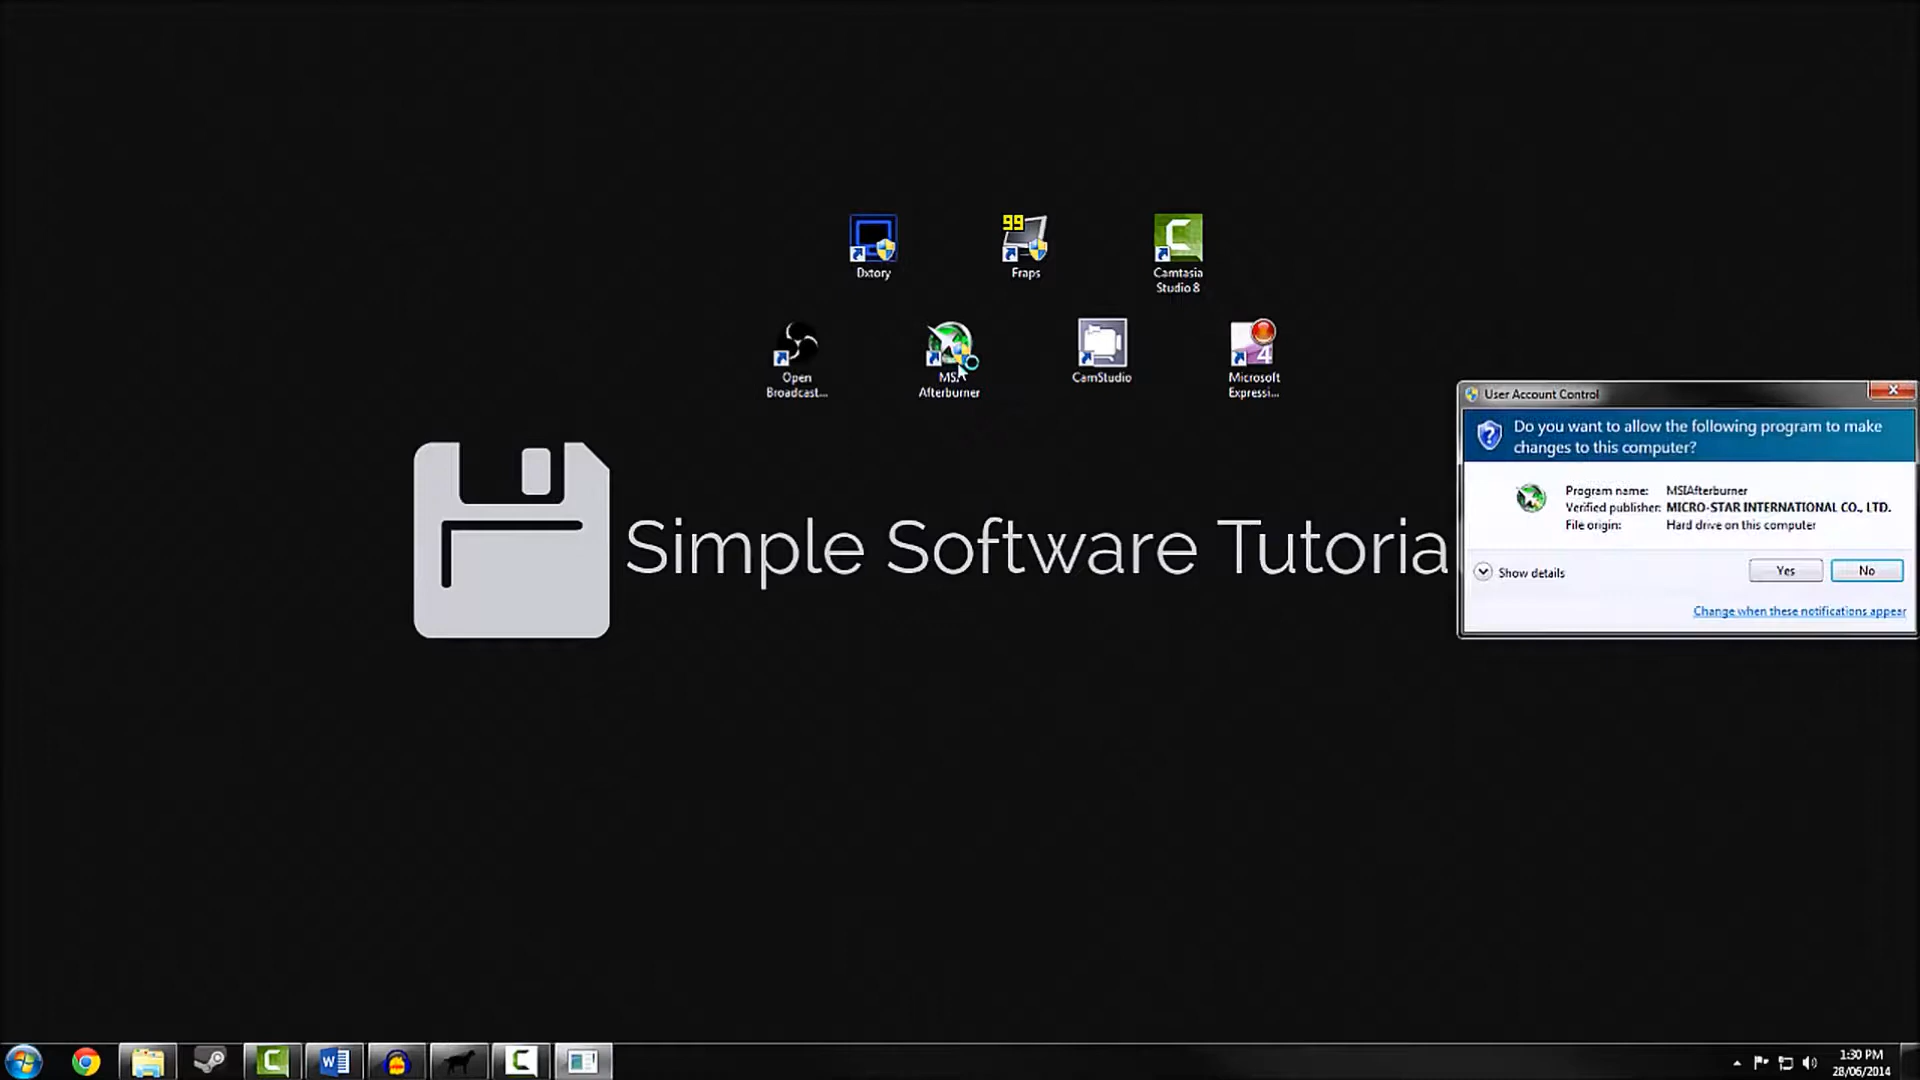 99
Dxtory
Fraps
Camtasia
Studio 8
Open
Broadcast...
MSI
Afterburner
CamStudio
4
Microsoft
Expressi...
Simple Software Tutoria
User Account Control
Do you want to allow the following program to make
changes to this computer?
Program name: MSIAfterburner
Verified publisher: MICRO-STAR INTERNATIONAL CO., LTD.
File origin: Hard drive on this computer
Show details
Yes
No
Change when these notifications appear
1:30 PM
28/06/2014